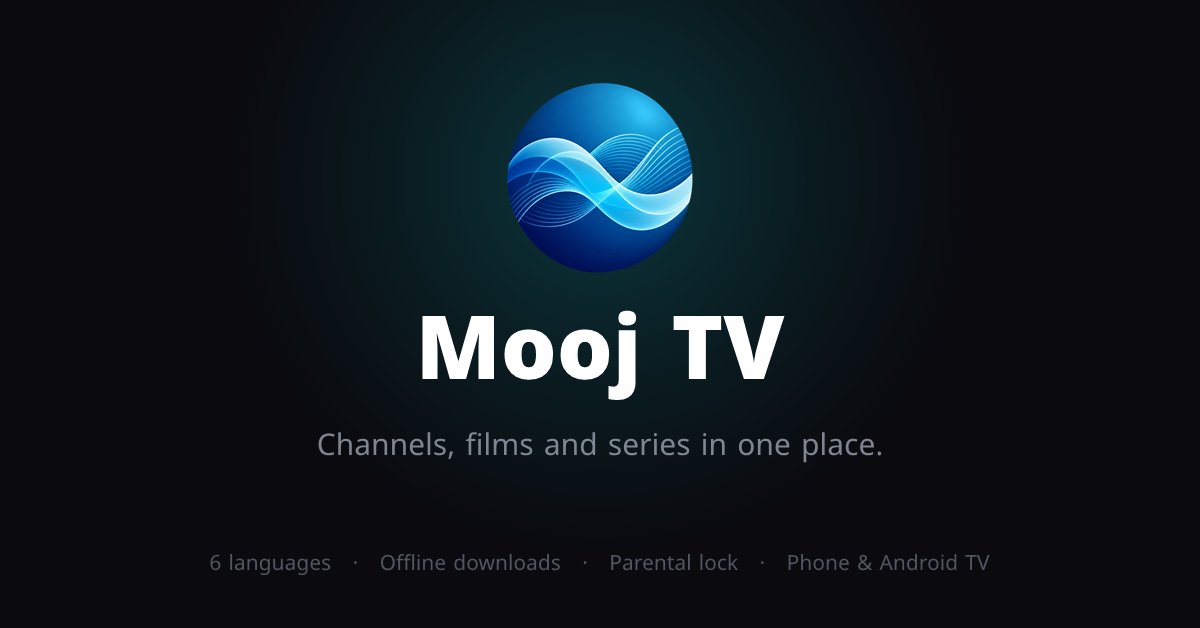 Mooj TV
Channels, films and series in one place.
6 languages · Offline downloads · Parental lock · Phone & Android TV